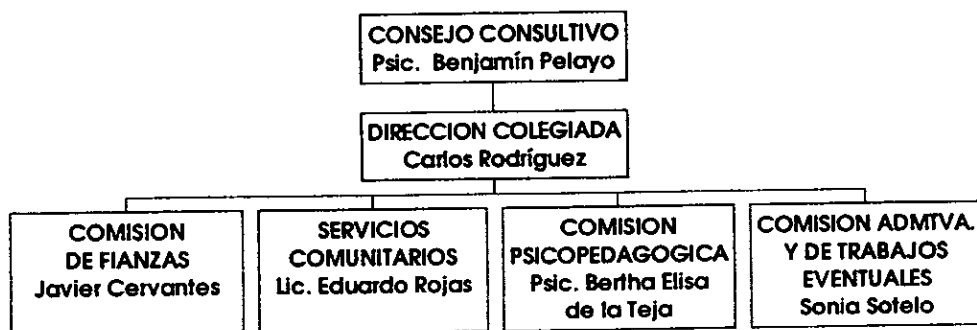 CONSEJO CONSULTIVO
Psic. Benjamín Pelayo
DIRECCION COLEGIADA
Carlos Rodríguez
COMISION
DE FIANZAS
Javier Cervantes
SERVICIOS
COMUNITARIOS
Lic. Eduardo Rojas
COMISION
PSICOPEDAGOGICA
Psic. Bertha Elisa
de la Teja
COMISION ADMTVA.
Y DE TRABAJOS
EVENTUALES
Sonia Sotelo